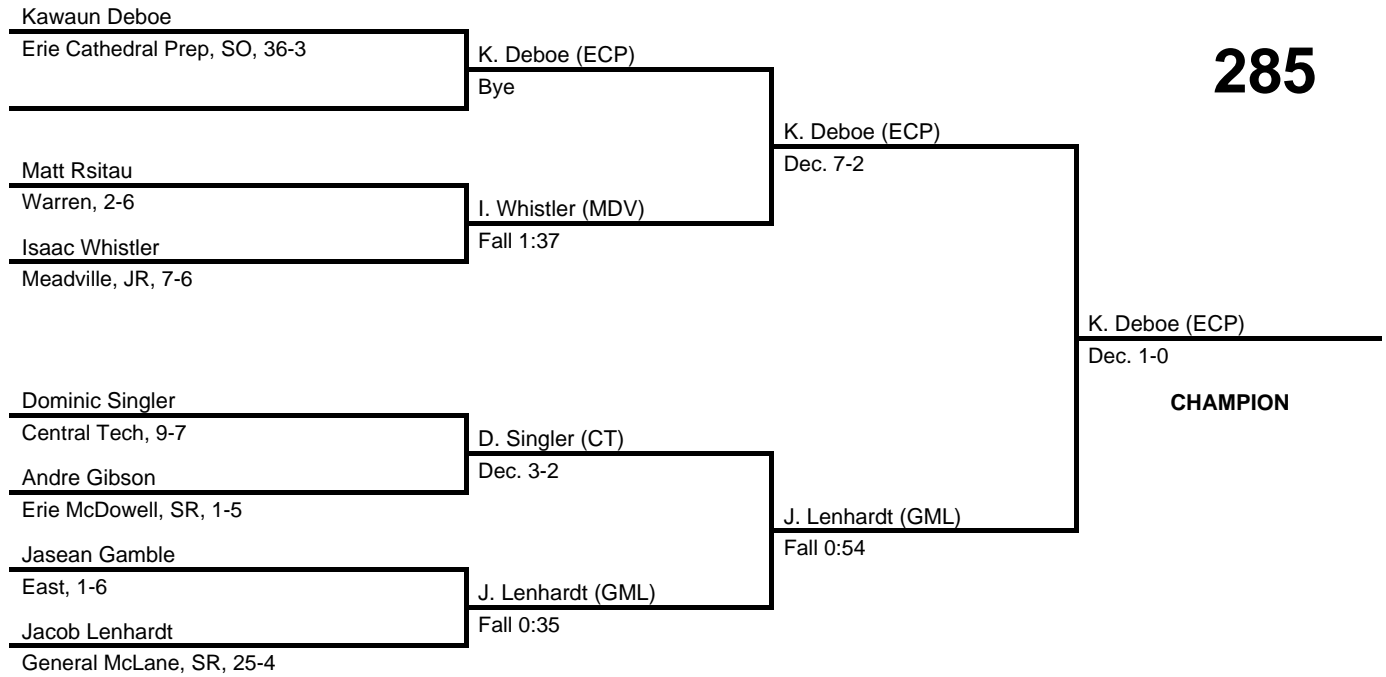 Kawaun Deboe
Erie Cathedral Prep, SO, 36-3
K. Deboe (ECP)
Bye
285
K. Deboe (ECP)
Dec. 7-2
Matt Rsitau
Warren, 2-6
I. Whistler (MDV)
Fall 1:37
Isaac Whistler
Meadville, JR, 7-6
K. Deboe (ECP)
Dec. 1-0
CHAMPION
Dominic Singler
Central Tech, 9-7
D. Singler (CT)
Dec. 3-2
Andre Gibson
Erie McDowell, SR, 1-5
J. Lenhardt (GML)
Fall 0:54
Jasean Gamble
East, 1-6
J. Lenhardt (GML)
Fall 0:35
Jacob Lenhardt
General McLane, SR, 25-4